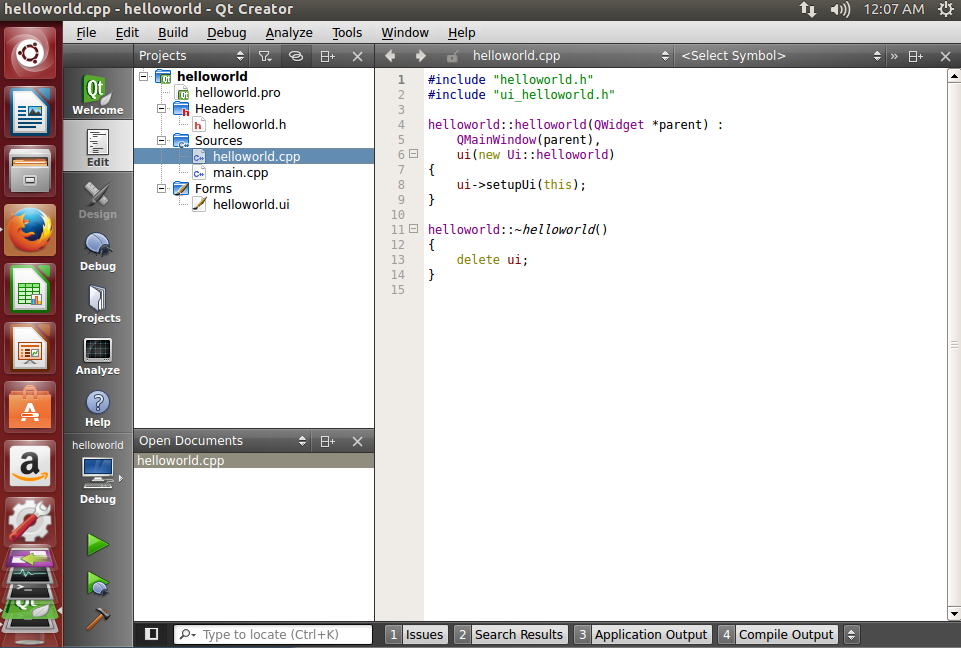 helloworld.cpp - helloworld - Qt Creator
12:07 AM
File Edit Build Debug Analyze Tools Window Help
Projects
helloworld.cpp
<Select Symbol>
»
Qt
Welcome
Edit
Design
Debug
Projects
Analyze
Help
helloworld
Debug
helloworld
helloworld.pro
Headers
helloworld.h
Sources
helloworld.cpp
main.cpp
Forms
helloworld.ui
Open Documents
helloworld.cpp
1 #include "helloworld.h"
2 #include "ui_helloworld.h"
3
4 helloworld::helloworld(QWidget *parent) :
5 QMainWindow(parent),
6 ui(new Ui::helloworld)
7 {
8 ui->setupUi(this);
9 }
10
11 helloworld::~helloworld()
12 {
13 delete ui;
14 }
15
Type to locate (Ctrl+K)
1 Issues
2 Search Results
3 Application Output
4 Compile Output